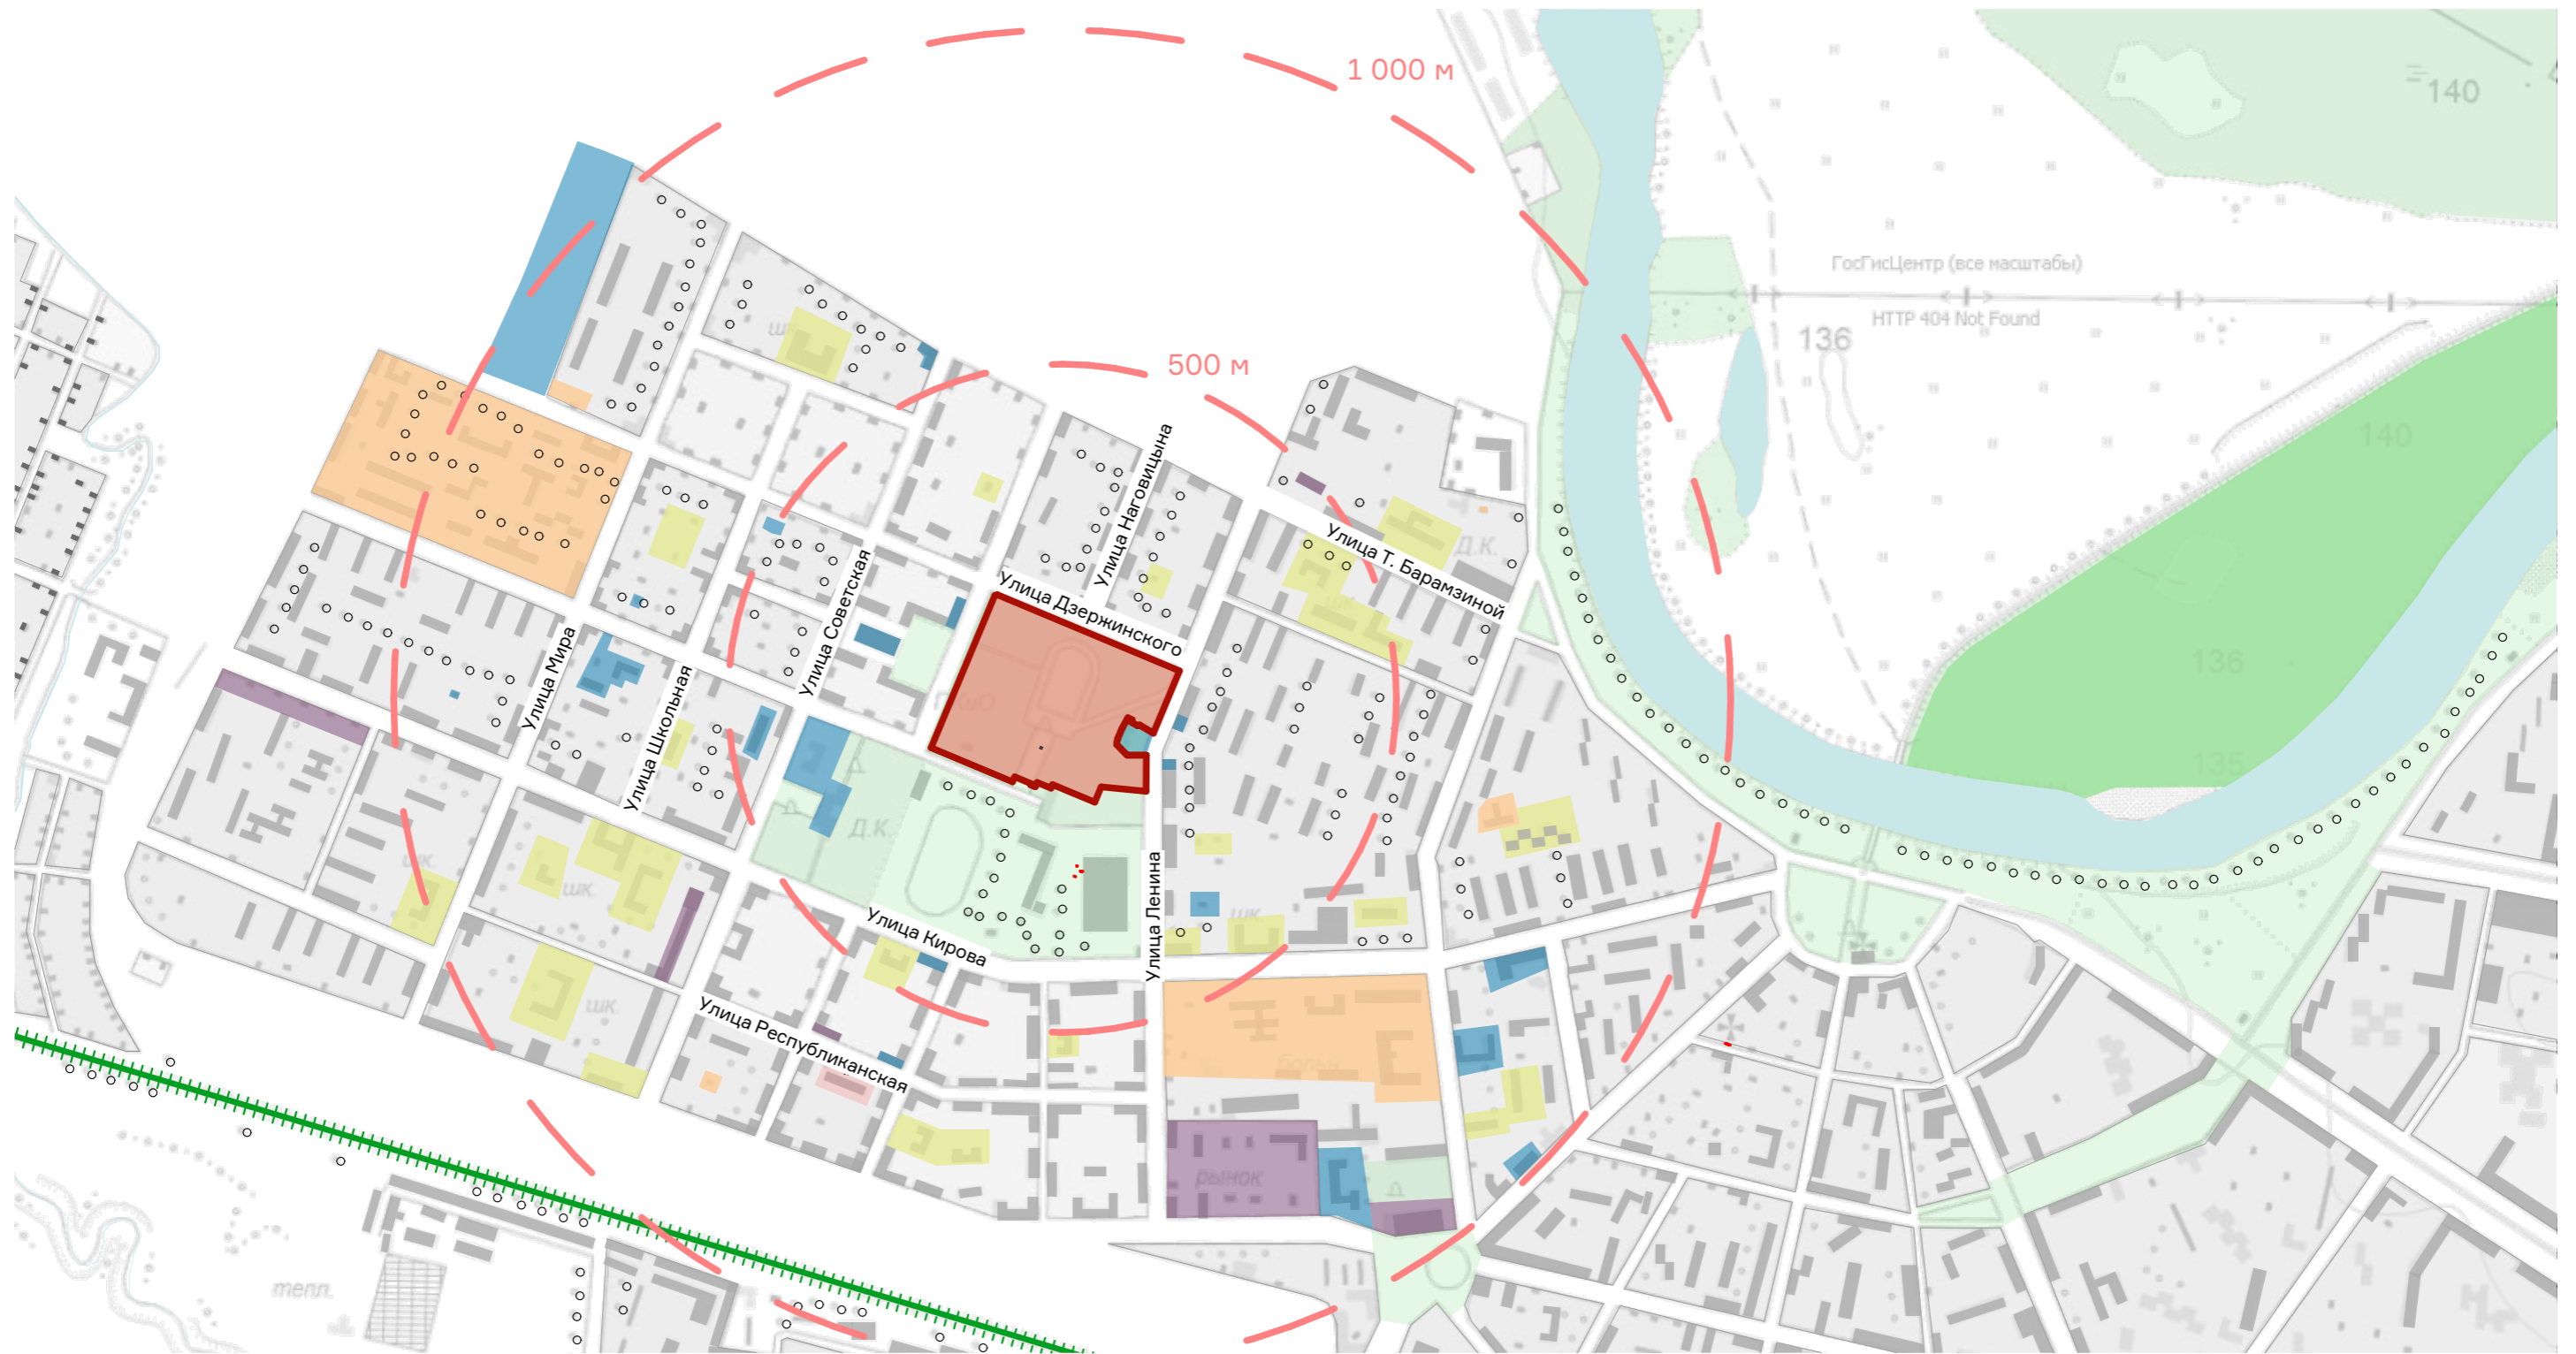 1 000 м
140
ГосГисЦентр (все масштабы)
HTTP 404 Not Found
136
шк.
500 м
140
Улица Наговицына
Улица Т. Барамзиной
Д.К.
Улица Дзержинского
шк.
Улица Советская
Улица Мира
Улица Школьная
136
135
Д.К.
шк.
шк.
шк.
Улица Ленина
Улица Кирова
шк.
Улица Республиканская
больн.
рынок
тепл.